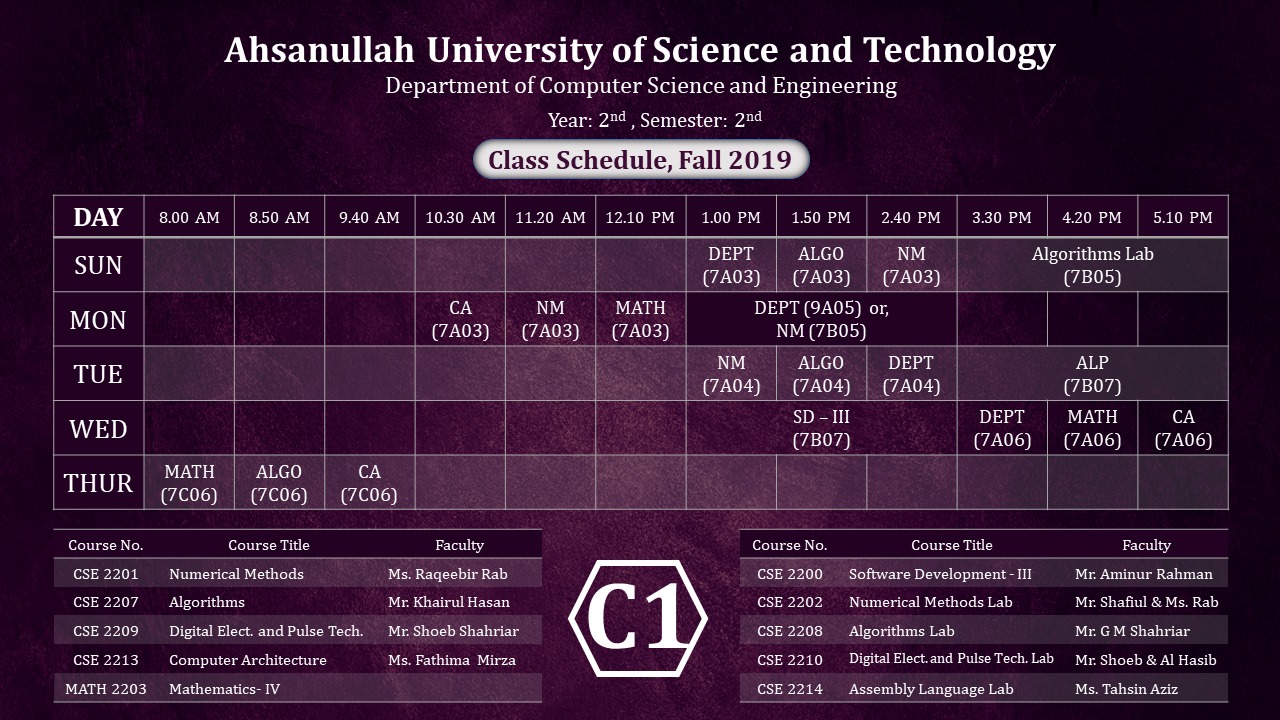 Ahsanullah University of Science and Technology
Department of Computer Science and Engineering
Year: 2nd , Semester: 2nd
Class Schedule, Fall 2019
DAY 8.00 AM 8.50 AM 9.40 AM 10.30 AM 11.20 AM 12.10 PM 1.00 PM 1.50 PM 2.40 PM 3.30 PM 4.20 PM 5.10 PM
SUN
DEPT ALGO NM Algorithms Lab
(7A03) (7A03) (7A03) (7B05)
MON
CA NM MATH DEPT (9A05) or,
(7A03) (7A03) (7A03) NM (7B05)
TUE
NM ALGO DEPT ALP
(7A04) (7A04) (7A04) (7B07)
WED
SD – III DEPT MATH CA
(7B07) (7A06) (7A06) (7A06)
THUR
MATH ALGO CA
(7C06) (7C06) (7C06)
Course No. Course Title Faculty
CSE 2201 Numerical Methods Ms. Raqeebir Rab
CSE 2207 Algorithms Mr. Khairul Hasan
CSE 2209 Digital Elect. and Pulse Tech. Mr. Shoeb Shahriar
CSE 2213 Computer Architecture Ms. Fathima Mirza
MATH 2203 Mathematics- IV
C1
Course No. Course Title Faculty
CSE 2200 Software Development - III Mr. Aminur Rahman
CSE 2202 Numerical Methods Lab Mr. Shafiul & Ms. Rab
CSE 2208 Algorithms Lab Mr. G M Shahriar
CSE 2210 Digital Elect. and Pulse Tech. Lab Mr. Shoeb & Al Hasib
CSE 2214 Assembly Language Lab Ms. Tahsin Aziz